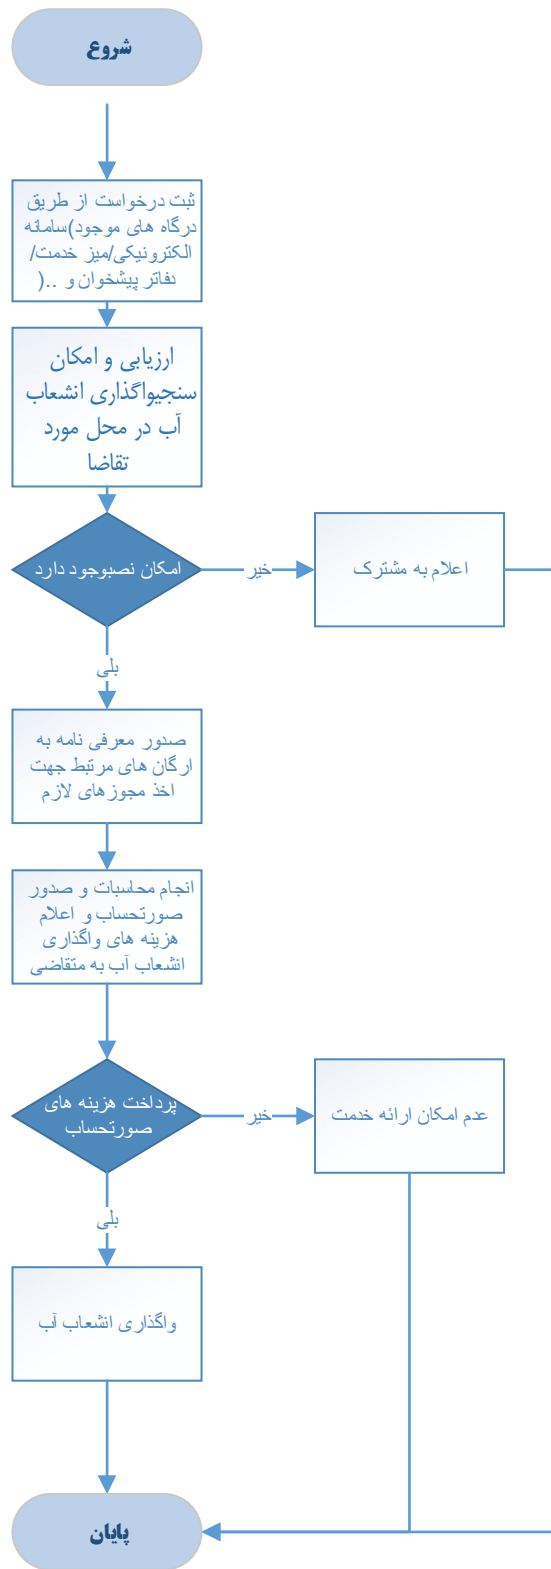 شروع
ثبت درخواست از طریق
درگاه های موجود)سامانه
الکترونیکی/میز خدمت/
دفاتر پیشخوان و ..(
ارزیابی و امکان
سنجیواگذاری انشعاب
آب در محل مورد
تقاضا
امکان نصبوجود دارد
خیر
اعلام به مشترک
بلی
صدور معرفی نامه به
ارگان های مرتبط جهت
اخذ مجوزهای لازم
انجام محاسبات و صدور
صورتحساب و اعلام
هزینه های واگذاری
انشعاب آب به متقاضی
پرداخت هزینه های
صورتحساب
خیر
عدم امکان ارائه خدمت
بلی
واگذاری انشعاب آب
پایان